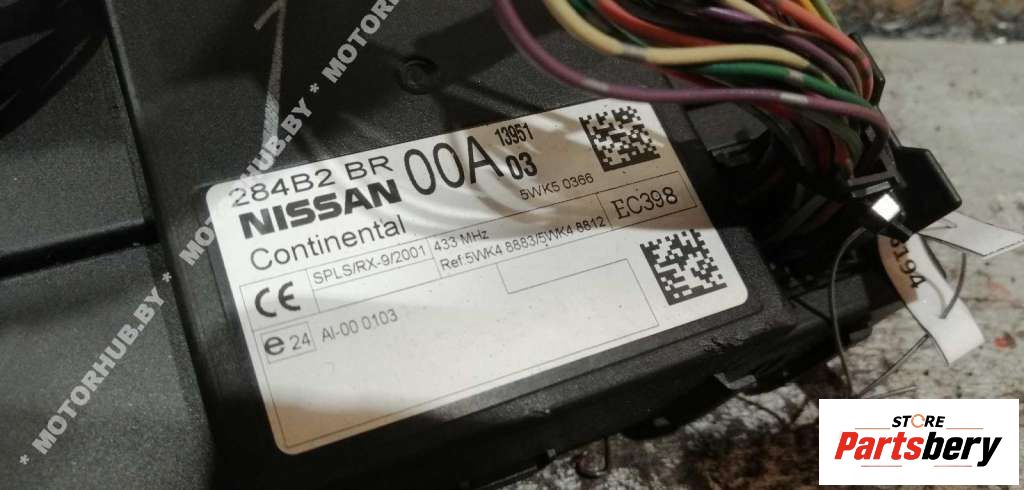 * MOTORHUB.BY * MOTORHUB.BY * MOTORHUB.BY
1
284B2 BR 00A 13951
03
NISSAN
5WK5 0366
Continental
EC398
SPLS/RX-9/2001
433 MHz
Ref 5WK4 8883/5WK4 8812
CE
e 24
AI-00 0103
STORE
Partsbery